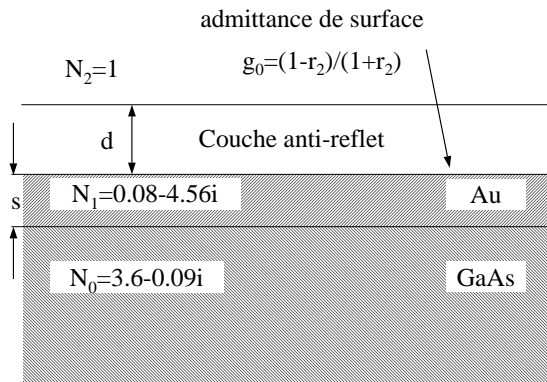 admittance de surface
N₂=1
g₀=(1-r₂)/(1+r₂)
d
Couche anti-reflet
s
N₁=0.08-4.56i
Au
N₀=3.6-0.09i
GaAs